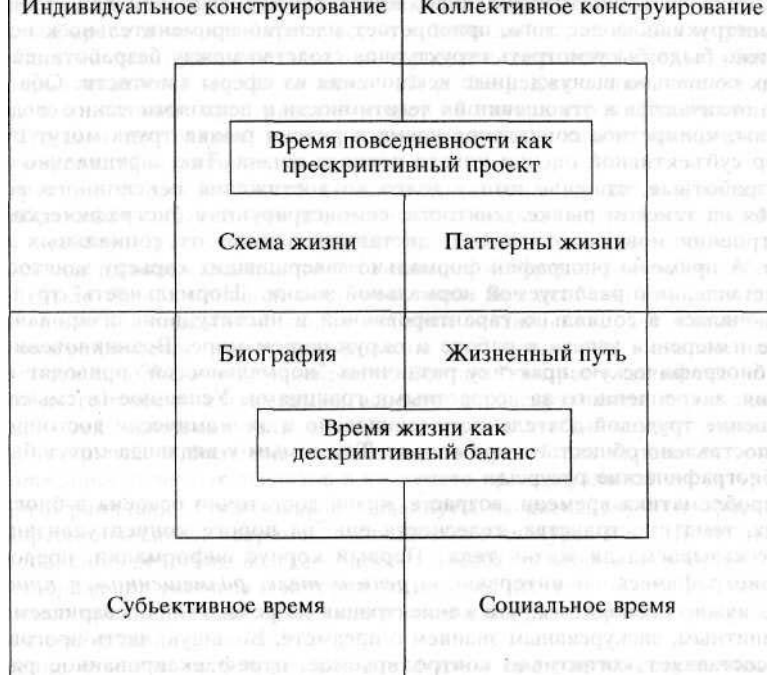 Индивидуальное конструирование Коллективное конструирование
Время повседневности как
прескриптивный проект
Схема жизни Паттерны жизни
Биография Жизненный путь
Время жизни как
дескриптивный баланс
Субъективное время Социальное время